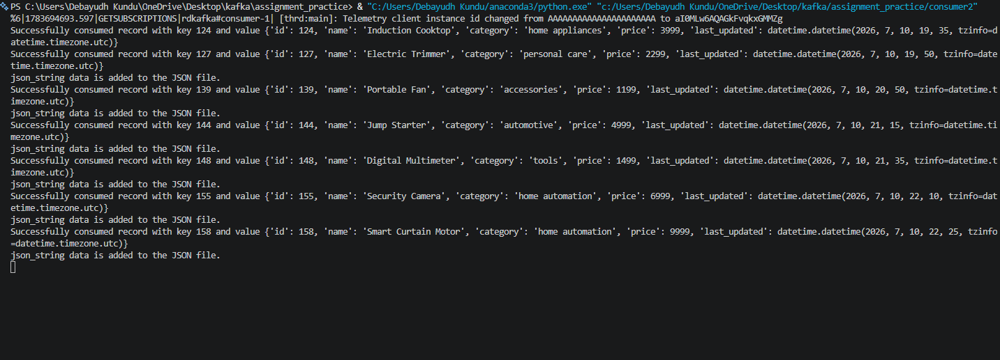 PS C:\Users\Debayudh Kundu\OneDrive\Desktop\kafka\assignment_practice> & "C:/Users/Debayudh Kundu/anaconda3/python.exe" "c:/Users/Debayudh Kundu/OneDrive/Desktop/kafka/assignment_practice/consumer2"
%6|1783694693.597|GETSUBSCRIPTIONS|rdkafka#consumer-1| [thrd:main]: Telemetry client instance id changed from AAAAAAAAAAAAAAAAAAAAAA to aI0MLw6AQAGkFvqkxGMMZg
Successfully consumed record with key 124 and value {'id': 124, 'name': 'Induction Cooktop', 'category': 'home appliances', 'price': 3999, 'last_updated': datetime.datetime(2026, 7, 10, 19, 35, tzinfo=d
atetime.timezone.utc)}
Successfully consumed record with key 127 and value {'id': 127, 'name': 'Electric Trimmer', 'category': 'personal care', 'price': 2299, 'last_updated': datetime.datetime(2026, 7, 10, 19, 50, tzinfo=date
time.timezone.utc)}
json_string data is added to the JSON file.
Successfully consumed record with key 139 and value {'id': 139, 'name': 'Portable Fan', 'category': 'accessories', 'price': 1199, 'last_updated': datetime.datetime(2026, 7, 10, 20, 50, tzinfo=datetime.t
imezone.utc)}
json_string data is added to the JSON file.
Successfully consumed record with key 144 and value {'id': 144, 'name': 'Jump Starter', 'category': 'automotive', 'price': 4999, 'last_updated': datetime.datetime(2026, 7, 10, 21, 15, tzinfo=datetime.ti
mezone.utc)}
json_string data is added to the JSON file.
Successfully consumed record with key 148 and value {'id': 148, 'name': 'Digital Multimeter', 'category': 'tools', 'price': 1499, 'last_updated': datetime.datetime(2026, 7, 10, 21, 35, tzinfo=datetime.t
imezone.utc)}
json_string data is added to the JSON file.
Successfully consumed record with key 155 and value {'id': 155, 'name': 'Security Camera', 'category': 'home automation', 'price': 6999, 'last_updated': datetime.datetime(2026, 7, 10, 22, 10, tzinfo=dat
etime.timezone.utc)}
json_string data is added to the JSON file.
Successfully consumed record with key 158 and value {'id': 158, 'name': 'Smart Curtain Motor', 'category': 'home automation', 'price': 9999, 'last_updated': datetime.datetime(2026, 7, 10, 22, 25, tzinfo
=datetime.timezone.utc)}
json_string data is added to the JSON file.